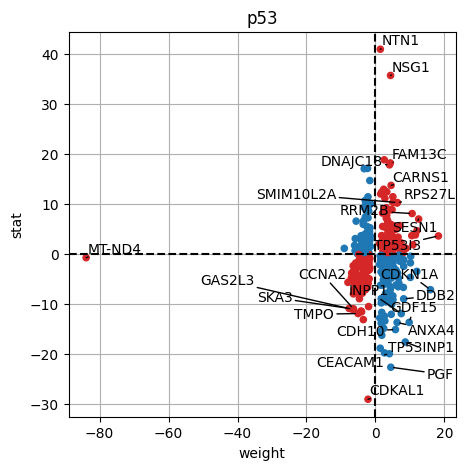 p53
NTN1
NSG1
DNAJC18
FAM13C
CARNS1
SMIM10L2A
RPS27L
RRM2B
SESN1
TP53I3
MT-ND4
CCNA2
CDKN1A
GAS2L3
INPP1
SKA3
DDB2
TMPO
GDF15
CDH10
ANXA4
TP53INP1
CEACAM1
PGF
CDKAL1
stat
40
30
20
10
0
−10
−20
−30
−80
−60
−40
−20
0
20
weight